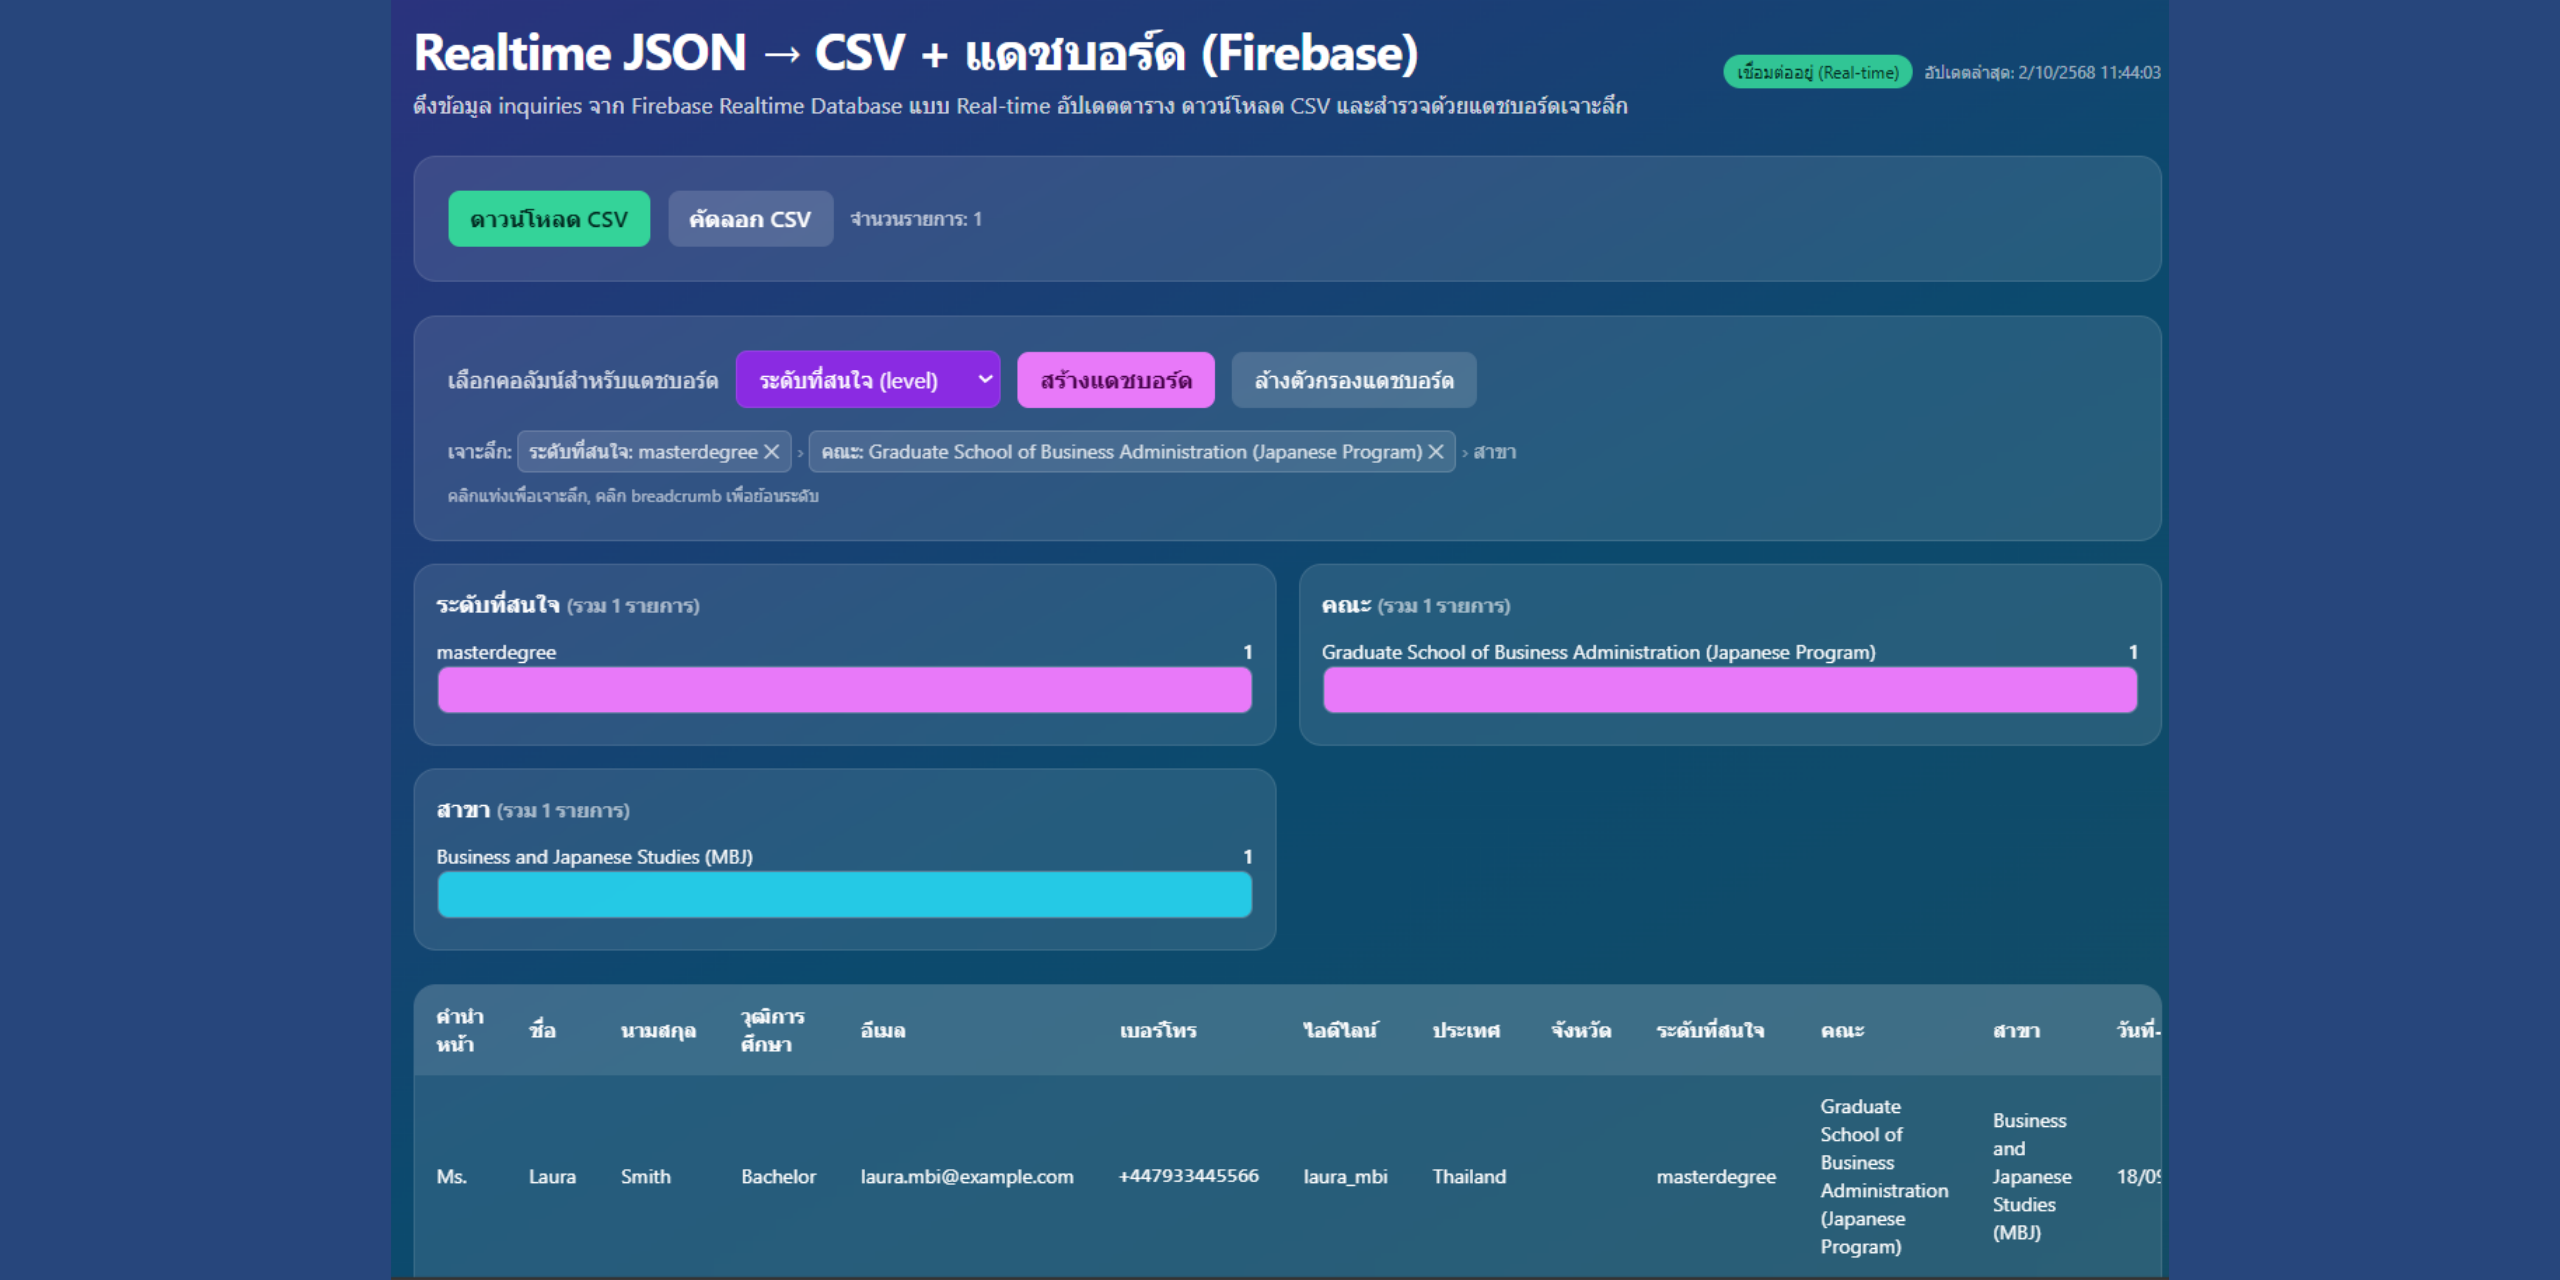 Realtime JSON → CSV + แดชบอร์ด (Firebase)
เชื่อมต่ออยู่ (Real-time) อัปเดตล่าสุด: 2/10/2568 11:44:03
ดึงข้อมูล inquiries จาก Firebase Realtime Database แบบ Real-time อัปเดตตาราง ดาวน์โหลด CSV และสำรวจด้วยแดชบอร์ดเจาะลึก
ดาวน์โหลด CSV คัดลอก CSV จำนวนรายการ: 1
เลือกคอลัมน์สำหรับแดชบอร์ด ระดับที่สนใจ (level) สร้างแดชบอร์ด ล้างตัวกรองแดชบอร์ด
เจาะลึก: ระดับที่สนใจ: masterdegree ✕ › คณะ: Graduate School of Business Administration (Japanese Program) ✕ › สาขา
คลิกแท่งเพื่อเจาะลึก, คลิก breadcrumb เพื่อย้อนระดับ
ระดับที่สนใจ (รวม 1 รายการ)
masterdegree 1
คณะ (รวม 1 รายการ)
Graduate School of Business Administration (Japanese Program) 1
สาขา (รวม 1 รายการ)
Business and Japanese Studies (MBJ) 1
คำนำ
หน้า
ชื่อ
นามสกุล
วุฒิการ
ศึกษา
อีเมล
เบอร์โทร
ไอดีไลน์
ประเทศ
จังหวัด
ระดับที่สนใจ
คณะ
สาขา
วันที่-
Ms.
Laura
Smith
Bachelor
laura.mbi@example.com
+447933445566
laura_mbi
Thailand
masterdegree
Graduate
School of
Business
Administration
(Japanese
Program)
Business
and
Japanese
Studies
(MBJ)